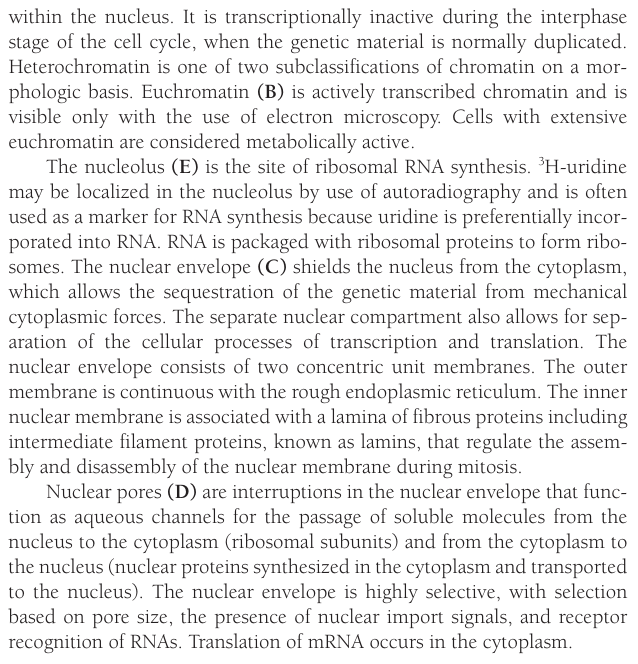 within the nucleus. It is transcriptionally inactive during the interphase
stage of the cell cycle, when the genetic material is normally duplicated.
Heterochromatin is one of two subclassifications of chromatin on a mor-
phologic basis. Euchromatin (B) is actively transcribed chromatin and is
visible only with the use of electron microscopy. Cells with extensive
euchromatin are considered metabolically active.
The nucleolus (E) is the site of ribosomal RNA synthesis. ³H-uridine
may be localized in the nucleolus by use of autoradiography and is often
used as a marker for RNA synthesis because uridine is preferentially incor-
porated into RNA. RNA is packaged with ribosomal proteins to form ribo-
somes. The nuclear envelope (C) shields the nucleus from the cytoplasm,
which allows the sequestration of the genetic material from mechanical
cytoplasmic forces. The separate nuclear compartment also allows for sep-
aration of the cellular processes of transcription and translation. The
nuclear envelope consists of two concentric unit membranes. The outer
membrane is continuous with the rough endoplasmic reticulum. The inner
nuclear membrane is associated with a lamina of fibrous proteins including
intermediate filament proteins, known as lamins, that regulate the assem-
bly and disassembly of the nuclear membrane during mitosis.
Nuclear pores (D) are interruptions in the nuclear envelope that func-
tion as aqueous channels for the passage of soluble molecules from the
nucleus to the cytoplasm (ribosomal subunits) and from the cytoplasm to
the nucleus (nuclear proteins synthesized in the cytoplasm and transported
to the nucleus). The nuclear envelope is highly selective, with selection
based on pore size, the presence of nuclear import signals, and receptor
recognition of RNAs. Translation of mRNA occurs in the cytoplasm.